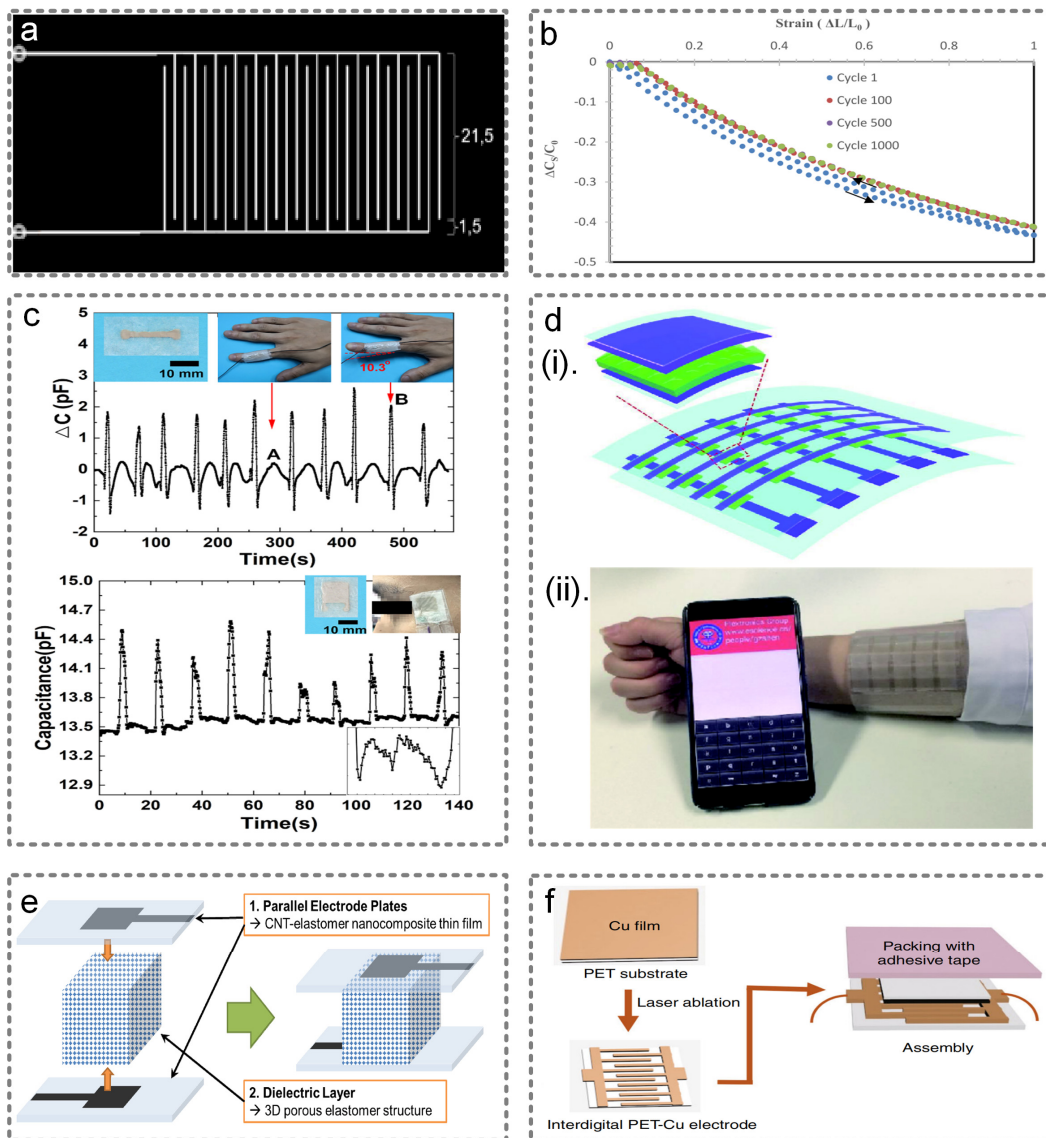 a
21,5
1,5
b
Strain ( ΔL/L₀ )
0
0.2
0.4
0.6
0.8
1
0
-0.1
-0.2
-0.3
-0.4
-0.5
ΔCₛ/C₀
Cycle 1
Cycle 100
Cycle 500
Cycle 1000
c
5
4
3
2
1
0
-1
-2
△C (pF)
10 mm
10.3°
A
B
0
100
200
300
400
500
Time(s)
15.0
14.7
14.4
14.1
13.8
13.5
13.2
12.9
Capacitance(pF)
10 mm
0
20
40
60
80
100
120
140
Time(s)
d
(i).
(ii).
e
1. Parallel Electrode Plates
→ CNT-elastomer nanocomposite thin film
2. Dielectric Layer
→ 3D porous elastomer structure
f
Cu film
PET substrate
Laser ablation
Interdigital PET-Cu electrode
Packing with
adhesive tape
Assembly